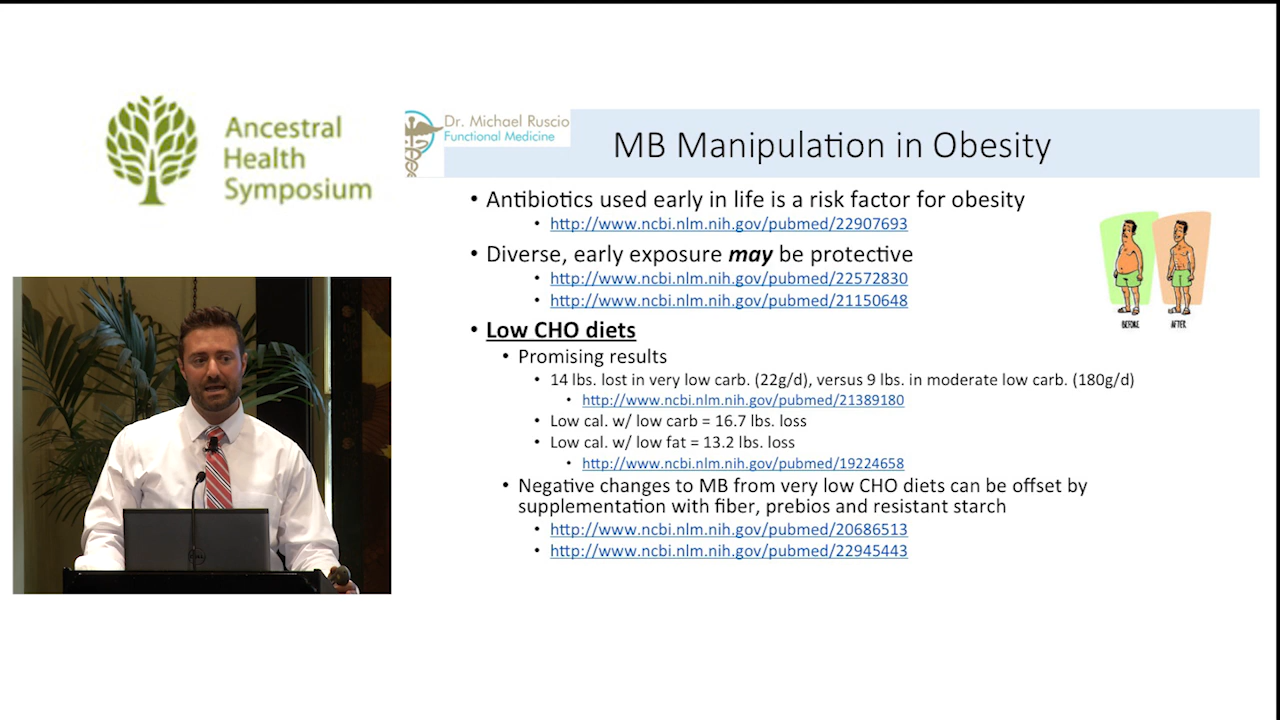 Ancestral
Health
Symposium
Dr. Michael Ruscio
Functional Medicine
MB Manipulation in Obesity
• Antibiotics used early in life is a risk factor for obesity
• http://www.ncbi.nlm.nih.gov/pubmed/22907693
• Diverse, early exposure may be protective
• http://www.ncbi.nlm.nih.gov/pubmed/22572830
• http://www.ncbi.nlm.nih.gov/pubmed/21150648
• Low CHO diets
• Promising results
• 14 lbs. lost in very low carb. (22g/d), versus 9 lbs. in moderate low carb. (180g/d)
• http://www.ncbi.nlm.nih.gov/pubmed/21389180
• Low cal. w/ low carb = 16.7 lbs. loss
• Low cal. w/ low fat = 13.2 lbs. loss
• http://www.ncbi.nlm.nih.gov/pubmed/19224658
• Negative changes to MB from very low CHO diets can be offset by
supplementation with fiber, prebios and resistant starch
• http://www.ncbi.nlm.nih.gov/pubmed/20686513
• http://www.ncbi.nlm.nih.gov/pubmed/22945443
BEFORE
AFTER
DELL